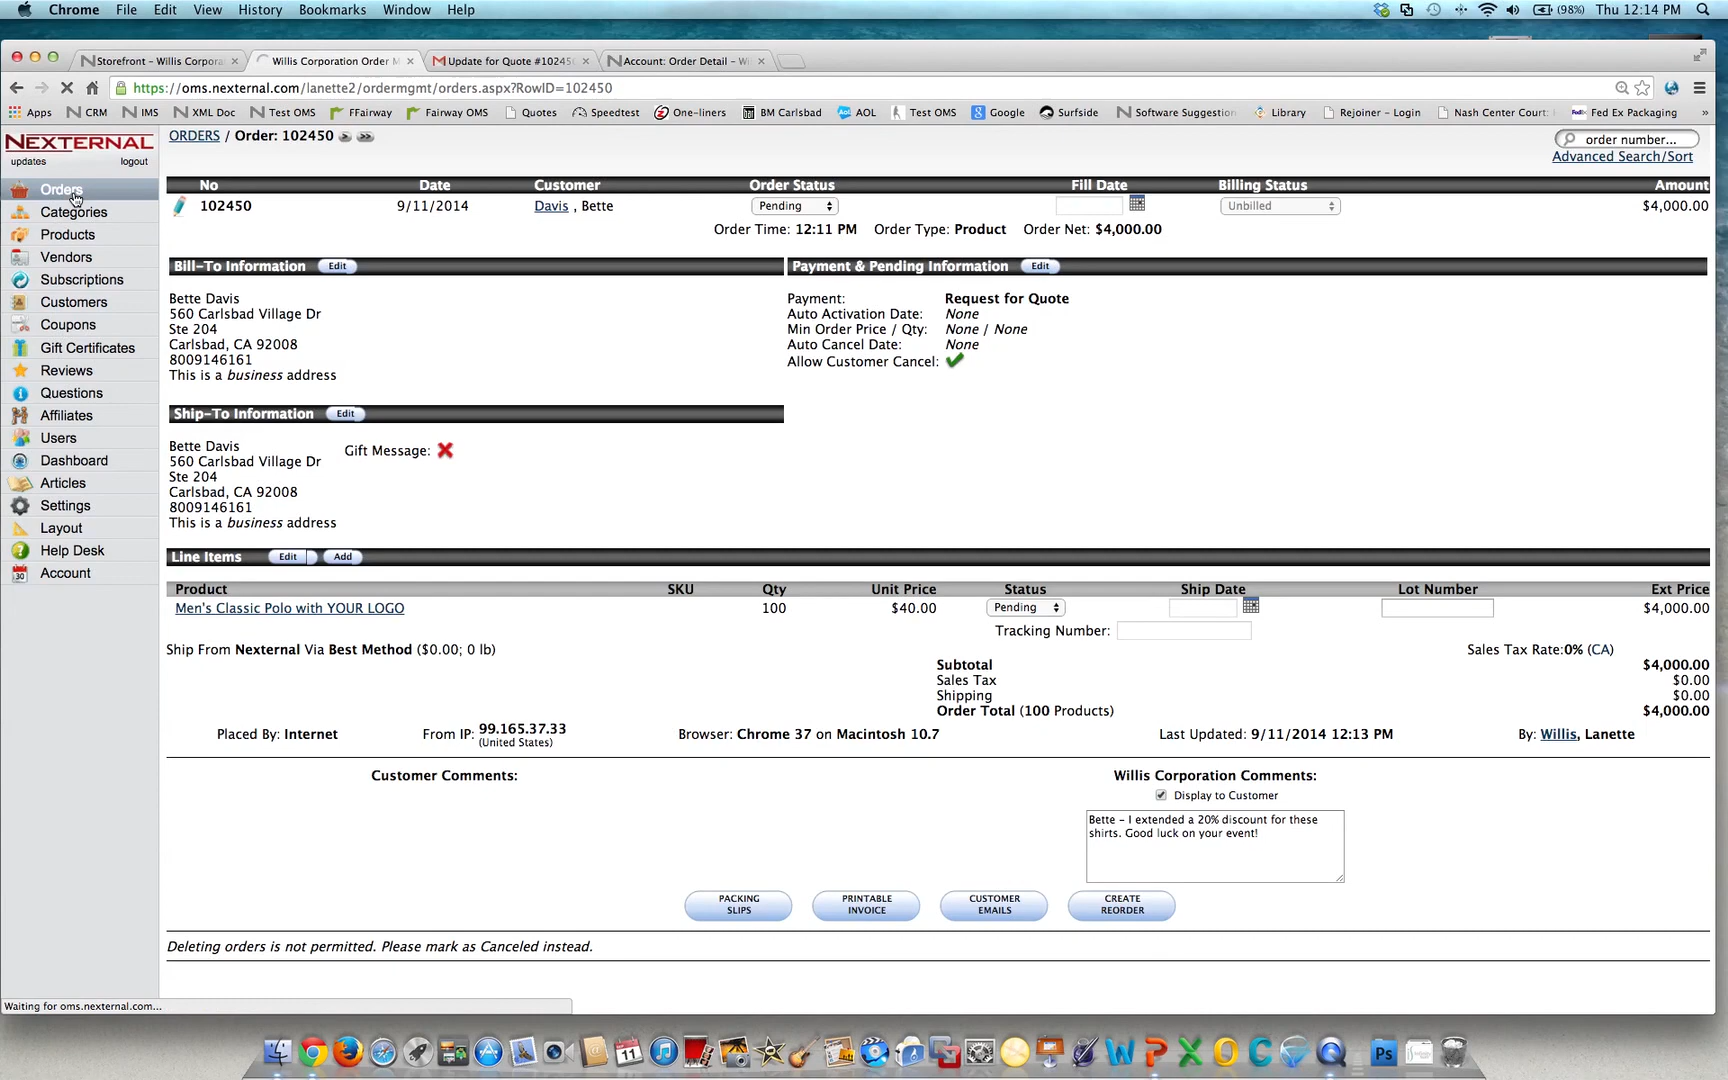 Chrome File Edit View History Bookmarks Window Help (98%) Thu 12:14 PM
Storefront - Willis Corpora Willis Corporation Order M Update for Quote #1024 Account: Order Detail - Wi
https://oms.nexternal.com/lanette2/ordermgmt/orders.aspx?RowID=102450
Apps CRM IMS XML Doc Test OMS FFairway Fairway OMS Quotes Speedtest One-liners BM Carlsbad AOL Test OMS Google Surfside Software Suggestion Library Rejoiner - Login Nash Center Court: Fed Ex Packaging »
NEXTERNAL
updates logout
ORDERS / Order: 102450
order number...
Advanced Search/Sort
Orders
Categories
Products
Vendors
Subscriptions
Customers
Coupons
Gift Certificates
Reviews
Questions
Affiliates
Users
Dashboard
Articles
Settings
Layout
Help Desk
Account
No Date Customer Order Status Fill Date Billing Status Amount
102450 9/11/2014 Davis , Bette Pending Unbilled $4,000.00
Order Time: 12:11 PM Order Type: Product Order Net: $4,000.00
Bill-To Information Edit
Bette Davis
560 Carlsbad Village Dr
Ste 204
Carlsbad, CA 92008
8009146161
This is a business address
Payment & Pending Information Edit
Payment: Request for Quote
Auto Activation Date: None
Min Order Price / Qty: None / None
Auto Cancel Date: None
Allow Customer Cancel:
Ship-To Information Edit
Bette Davis Gift Message:
560 Carlsbad Village Dr
Ste 204
Carlsbad, CA 92008
8009146161
This is a business address
Line Items Edit Add
Product SKU Qty Unit Price Status Ship Date Lot Number Ext Price
Men's Classic Polo with YOUR LOGO 100 $40.00 Pending $4,000.00
Tracking Number:
Ship From Nexternal Via Best Method ($0.00; 0 lb) Sales Tax Rate:0% (CA)
Subtotal $4,000.00
Sales Tax $0.00
Shipping $0.00
Order Total (100 Products) $4,000.00
Placed By: Internet From IP: 99.165.37.33 Browser: Chrome 37 on Macintosh 10.7 Last Updated: 9/11/2014 12:13 PM By: Willis, Lanette
(United States)
Customer Comments: Willis Corporation Comments:
Display to Customer
Bette - I extended a 20% discount for these
shirts. Good luck on your event!
PACKING SLIPS PRINTABLE INVOICE CUSTOMER EMAILS CREATE REORDER
Deleting orders is not permitted. Please mark as Canceled instead.
Waiting for oms.nexternal.com...